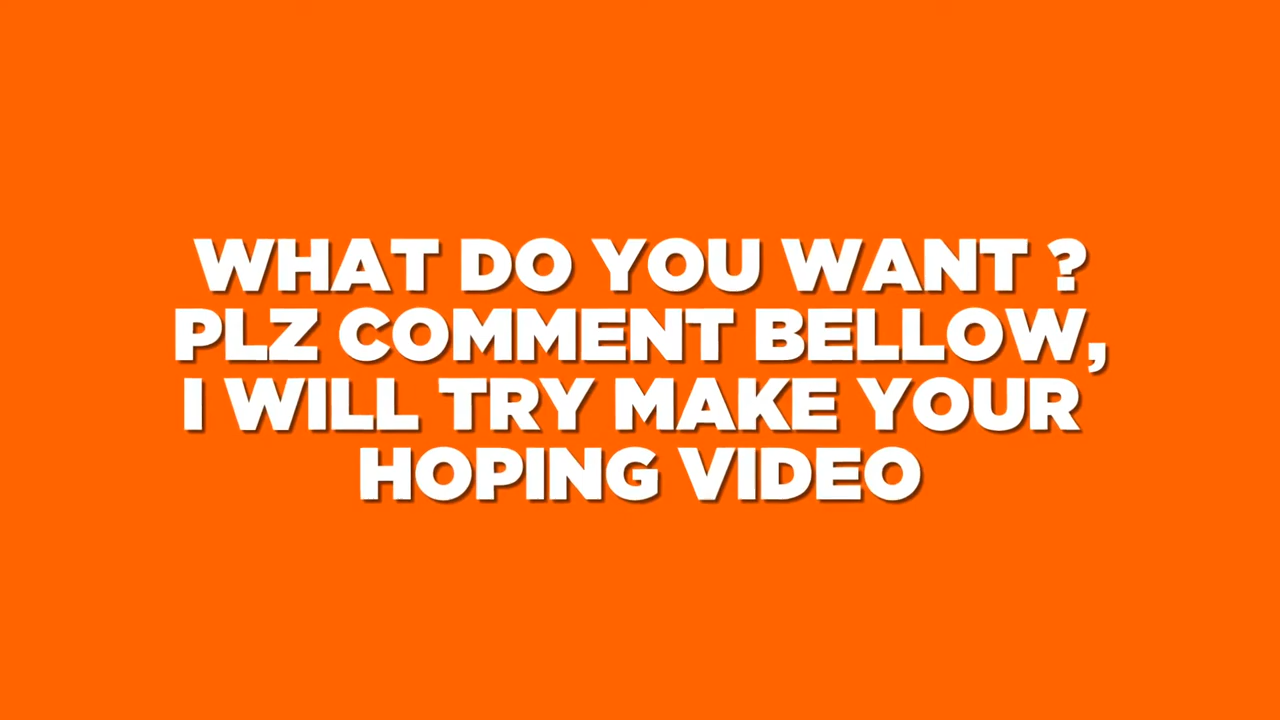 WHAT DO YOU WANT ?
PLZ COMMENT BELLOW,
I WILL TRY MAKE YOUR
HOPING VIDEO